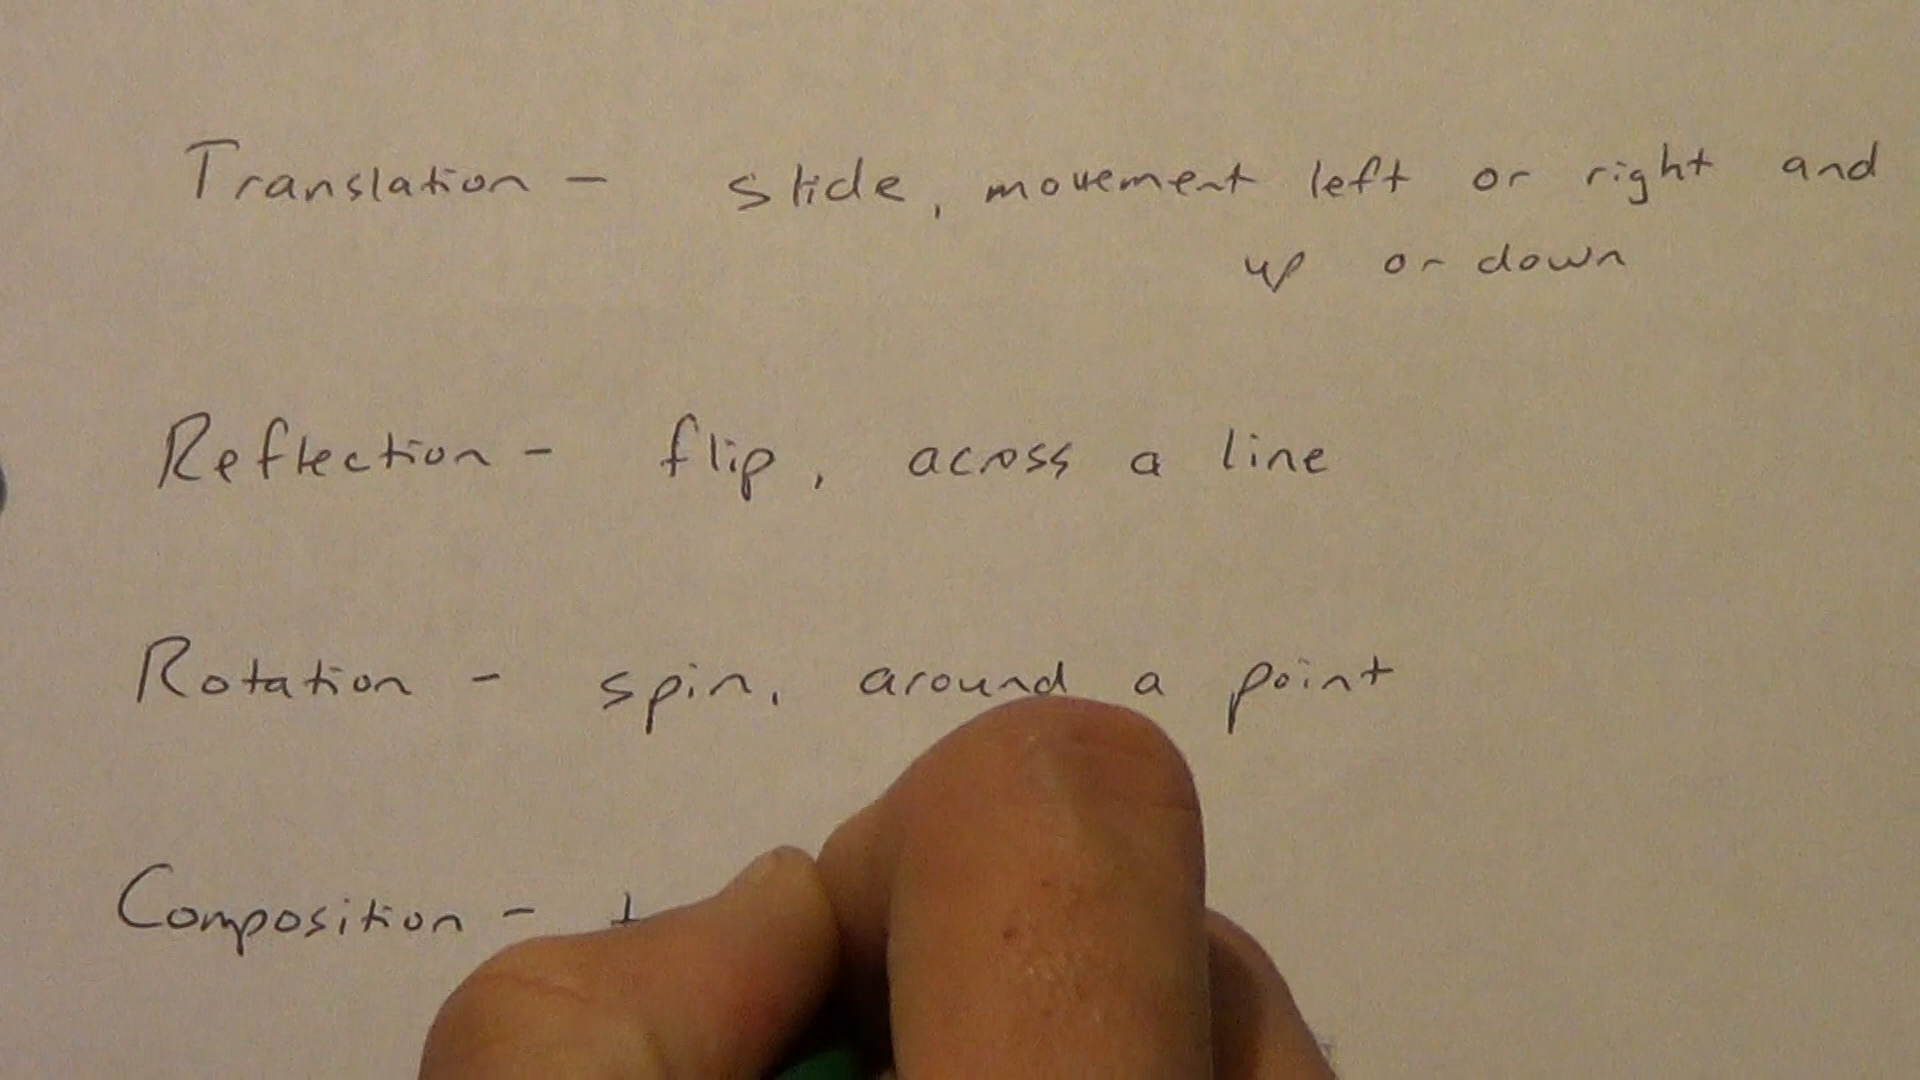 Translation - slide, movement left or right and
up or down
Reflection - flip, across a line
Rotation - spin, around a point
Composition -